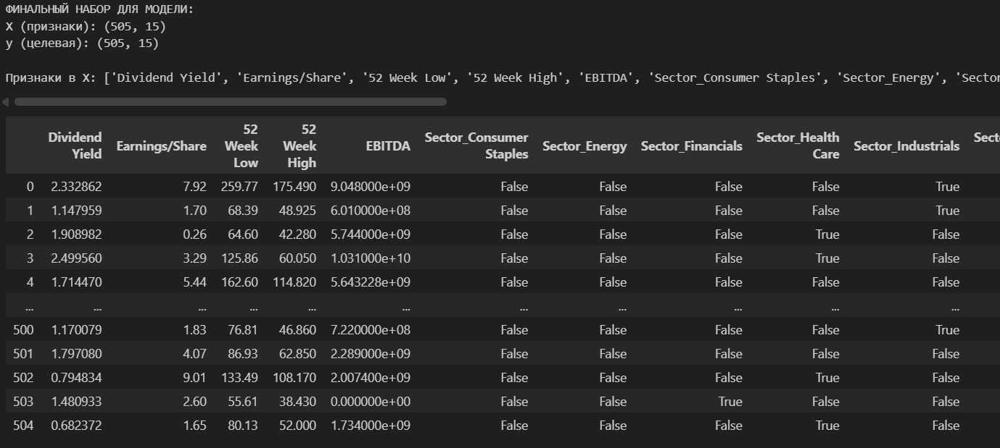 ФИНАЛЬНЫЙ НАБОР ДЛЯ МОДЕЛИ:
X (признаки): (505, 15)
y (целевая): (505, 15)
Признаки в X: ['Dividend Yield', 'Earnings/Share', '52 Week Low', '52 Week High', 'EBITDA', 'Sector_Consumer Staples', 'Sector_Energy', 'Sector
Dividend Yield Earnings/Share 52 Week Low 52 Week High EBITDA Sector_Consumer Staples Sector_Energy Sector_Financials Sector_Health Care Sector_Industrials Secto
0 2.332862 7.92 259.77 175.490 9.048000e+09 False False False False True
1 1.147959 1.70 68.39 48.925 6.010000e+08 False False False False True
2 1.908982 0.26 64.60 42.280 5.744000e+09 False False False True False
3 2.499560 3.29 125.86 60.050 1.031000e+10 False False False True False
4 1.714470 5.44 162.60 114.820 5.643228e+09 False False False False False
... ... ... ... ... ... ... ... ... ... ...
500 1.170079 1.83 76.81 46.860 7.220000e+08 False False False False True
501 1.797080 4.07 86.93 62.850 2.289000e+09 False False False False False
502 0.794834 9.01 133.49 108.170 2.007400e+09 False False False True False
503 1.480933 2.60 55.61 38.430 0.000000e+00 False False True False False
504 0.682372 1.65 80.13 52.000 1.734000e+09 False False False True False